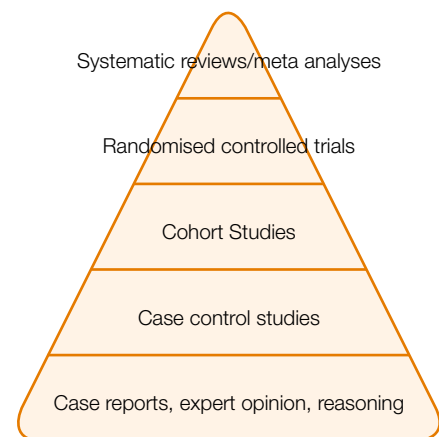 Systematic reviews/meta analyses
Randomised controlled trials
Cohort Studies
Case control studies
Case reports, expert opinion, reasoning